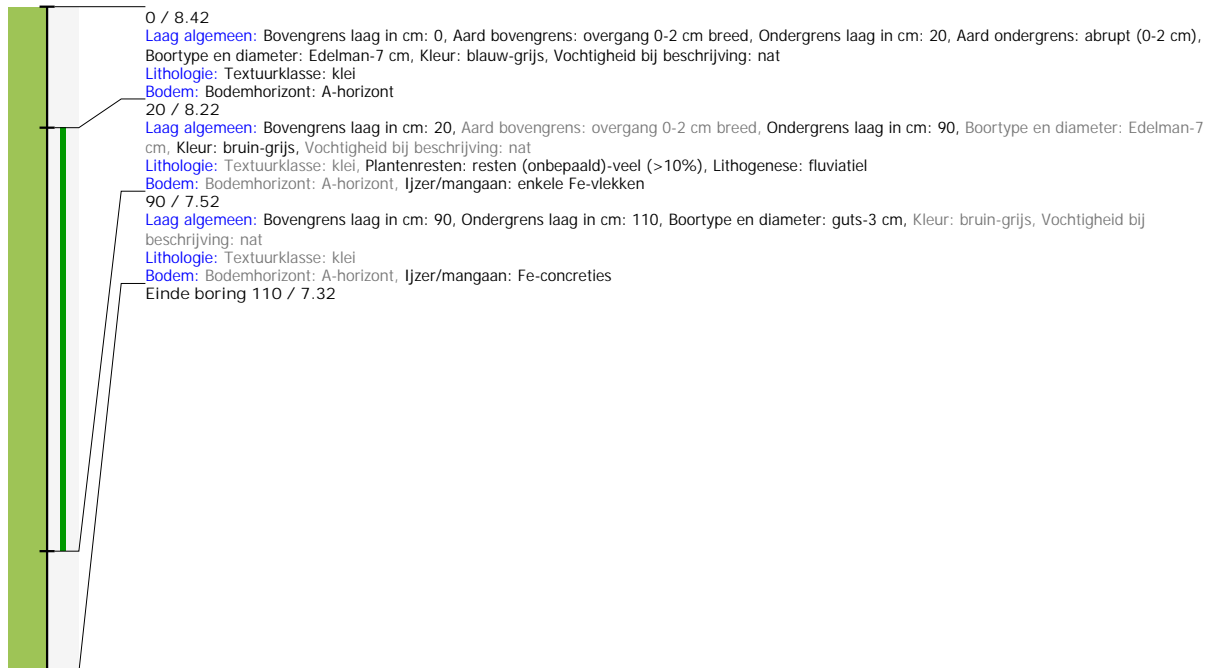 0 / 8.42
Laag algemeen: Bovengrens laag in cm: 0, Aard bovengrens: overgang 0-2 cm breed, Ondergrens laag in cm: 20, Aard ondergrens: abrupt (0-2 cm),
Boortype en diameter: Edelman-7 cm, Kleur: blauw-grijs, Vochtigheid bij beschrijving: nat
Lithologie: Textuurklasse: klei
Bodem: Bodemhorizont: A-horizont
20 / 8.22
Laag algemeen: Bovengrens laag in cm: 20, Aard bovengrens: overgang 0-2 cm breed, Ondergrens laag in cm: 90, Boortype en diameter: Edelman-7
cm, Kleur: bruin-grijs, Vochtigheid bij beschrijving: nat
Lithologie: Textuurklasse: klei, Plantenresten: resten (onbepaald)-veel (>10%), Lithogenese: fluviatiel
Bodem: Bodemhorizont: A-horizont, Ijzer/mangaan: enkele Fe-vlekken
90 / 7.52
Laag algemeen: Bovengrens laag in cm: 90, Ondergrens laag in cm: 110, Boortype en diameter: guts-3 cm, Kleur: bruin-grijs, Vochtigheid bij
beschrijving: nat
Lithologie: Textuurklasse: klei
Bodem: Bodemhorizont: A-horizont, Ijzer/mangaan: Fe-concreties
Einde boring 110 / 7.32